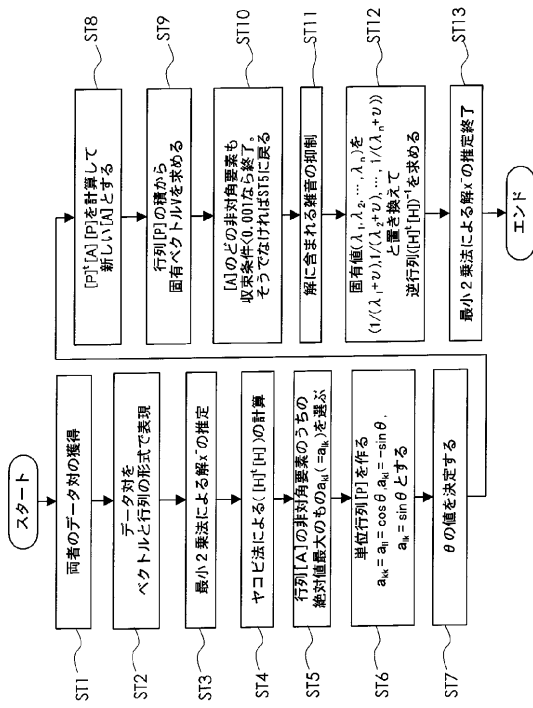 スタート
ST1
両者のデータ対の獲得
ST2
データ対を
ベクトルと行列の形式で表現
ST3
最小2乗法による解x⁻の推定
ST4
ヤコビ法による([H]ᵗ[H])の計算
ST5
行列[A]の非対角要素のうちの
絶対値最大のものaₖₗ(=aₗₖ)を選ぶ
ST6
単位行列[P]を作る
aₖₖ = aₗₗ = cosθ, aₖₗ = -sinθ,
aₗₖ = sinθとする
ST7
θの値を決定する
ST8
[P]ᵗ[A][P]を計算して
新しい[A]とする
ST9
行列[P]の積から
固有ベクトルVを求める
ST10
[A]のどの非対角要素も
収束条件<0.001なら終了。
そうでなければST5に戻る
ST11
解に含まれる雑音の抑制
ST12
固有値(λ₁,λ₂,…,λₙ)を
(1/(λ₁+υ),1/(λ₂+υ),…,1/(λₙ+υ))
と置き換えて
逆行列([H]ᵗ[H])⁻¹を求める
ST13
最小2乗法による解x⁻の推定終了
エンド